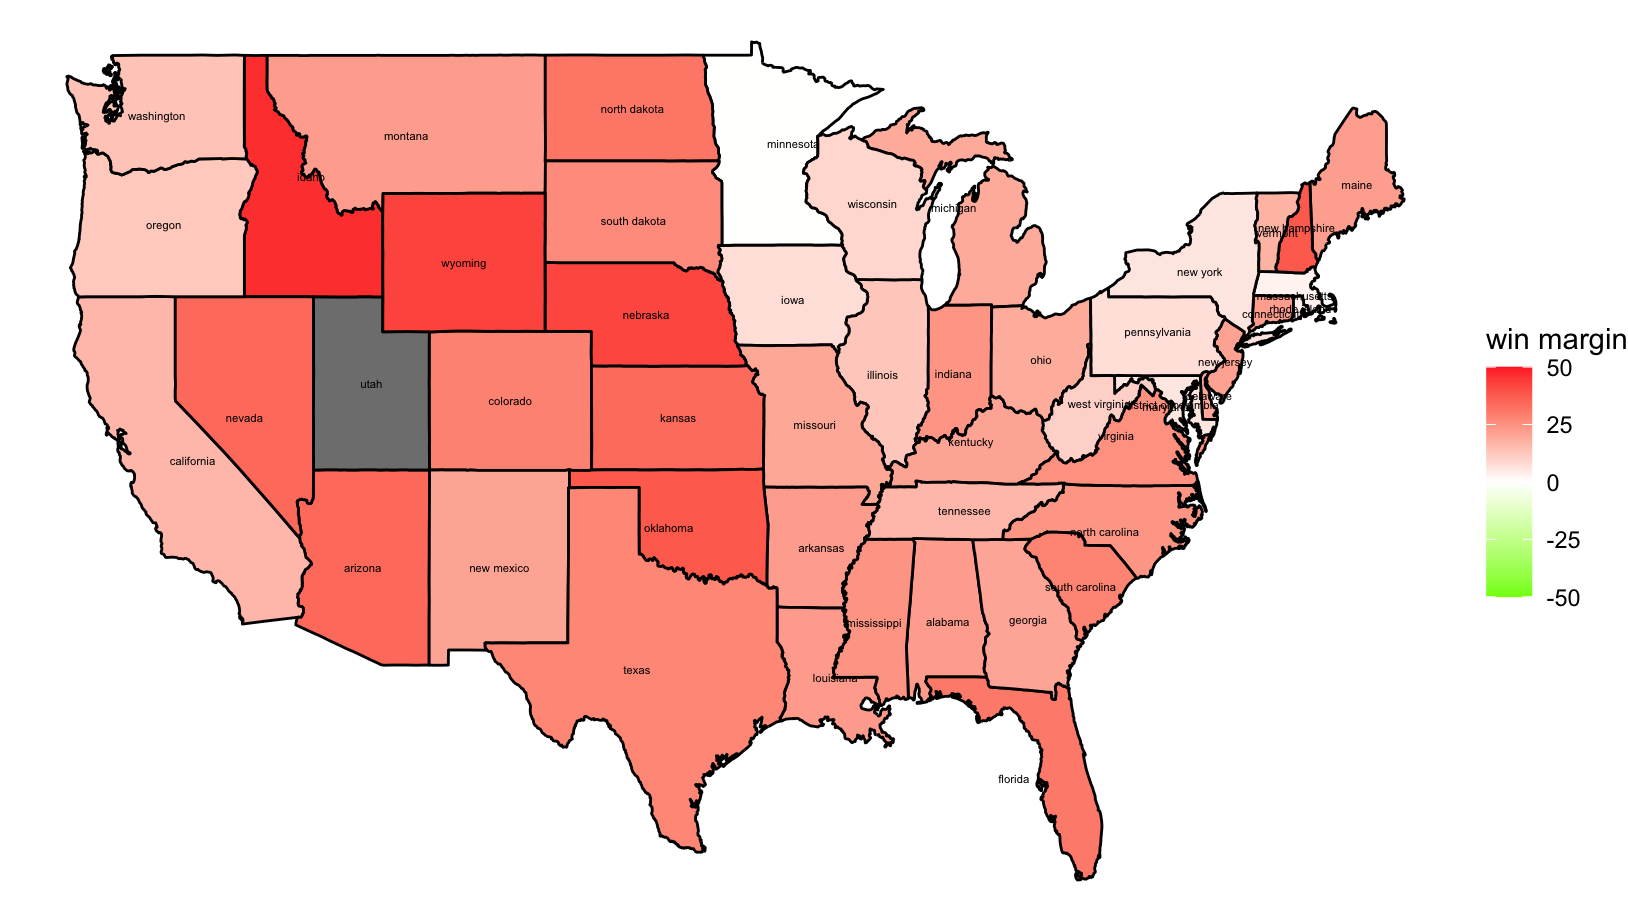 washington
montana
north dakota
minnesota
idaho
oregon
south dakota
wyoming
wisconsin
michigan
maine
new hampshire
vermont
new york
iowa
nebraska
massachusetts
rhode island
connecticut
pennsylvania
ohio
new jersey
utah
illinois
indiana
colorado
delaware
west virginia
district of columbia
maryland
nevada
kansas
missouri
virginia
kentucky
california
tennessee
oklahoma
north carolina
arkansas
arizona
new mexico
south carolina
mississippi
alabama
georgia
texas
louisiana
florida
win margin
50
25
0
-25
-50